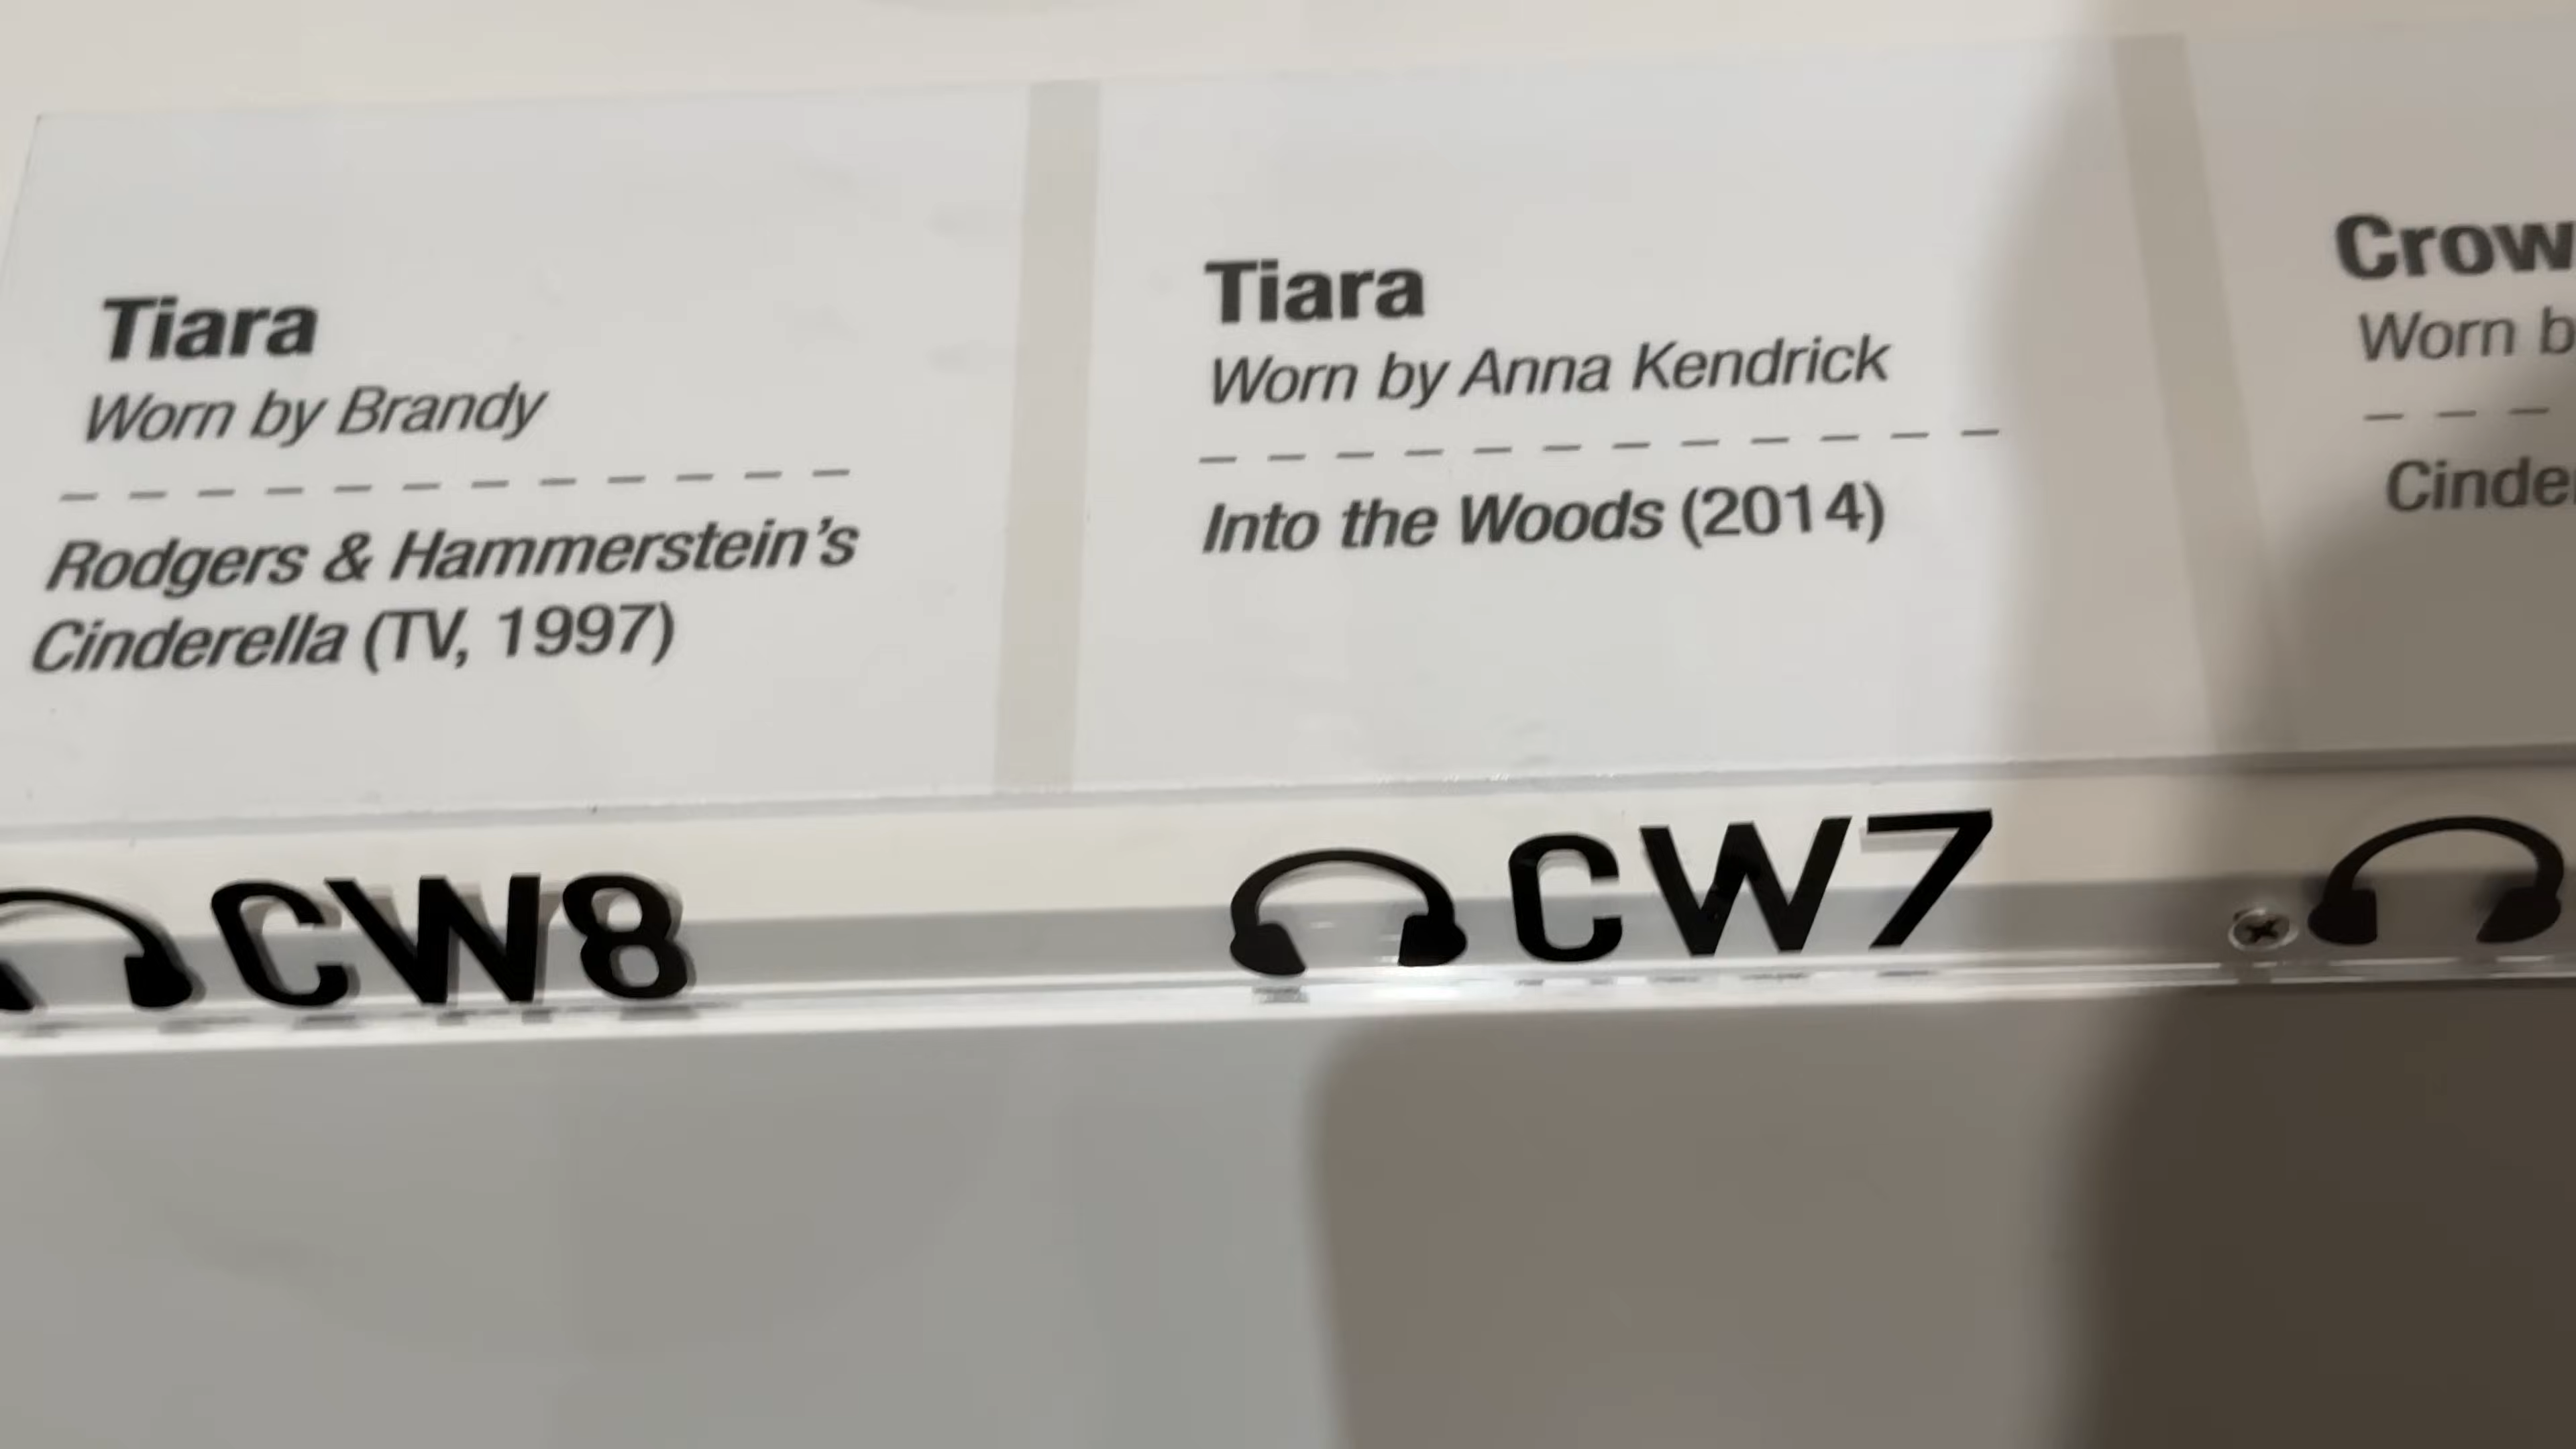 Tiara
Worn by Brandy
Rodgers & Hammerstein's
Cinderella (TV, 1997)
CW8
Tiara
Worn by Anna Kendrick
Into the Woods (2014)
CW7
Worn